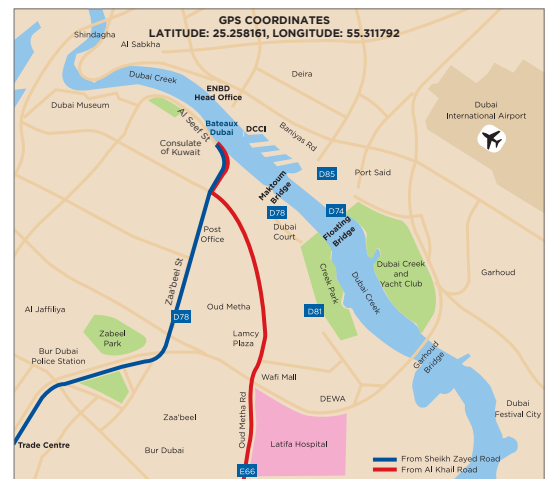 GPS COORDINATES
LATITUDE: 25.258161, LONGITUDE: 55.311792
Shindagha
Al Sabkha
Dubai Creek
Deira
ENBD
Head Office
Dubai Museum
Al Seef St
Bateaux
Dubai
DCCI
Baniyas Rd
Dubai
International Airport
Consulate
of Kuwait
Maktoum
Bridge
D85
Port Said
D78
D74
Floating
Bridge
Post
Office
Dubai
Court
Zaa'beel St
Creek Park
Dubai Creek
Dubai Creek
and
Yacht Club
Garhoud
Al Jaffiliya
Oud Metha
D78
D81
Zabeel
Park
Lamcy
Plaza
Bur Dubai
Police Station
Garhoud
Bridge
Wafi Mall
Oud Metha Rd
DEWA
Dubai
Festival City
Zaa'beel
Trade Centre
Bur Dubai
Latifa Hospital
E66
From Sheikh Zayed Road
From Al Khail Road